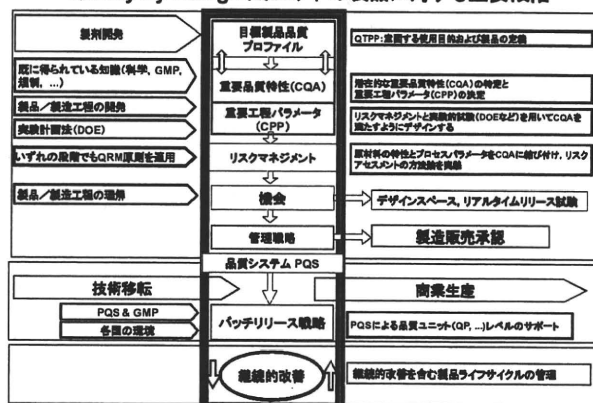 製剤開発
目標製品品質
プロファイル
QTPP:意図する使用目的および製品の定義
既に得られている知識(科学, GMP,
規制, ...)
重要品質特性(CQA)
潜在的な重要品質特性(CQA)の特定と
重要工程パラメータ(CPP)の決定
製品/製造工程の開発
重要工程パラメータ
(CPP)
リスクマネジメントと実験的試験(DOEなど)を用いてCQAを
満たすようにデザインする
実験計画法(DOE)
いずれの段階でもQRM原則を適用
リスクマネジメント
原材料の特性とプロセスパラメータをCQAに結び付け, リスク
アセスメントの方法論を実験
製品/製造工程の理解
機会
デザインスペース, リアルタイムリリース試験
管理戦略
製造販売承認
品質システム PQS
技術移転
商業生産
PQS & GMP
各国の環境
バッチリリース戦略
PQSによる品質ユニット(QP, ...)レベルのサポート
継続的改善
継続的改善を含む製品ライフサイクルの管理